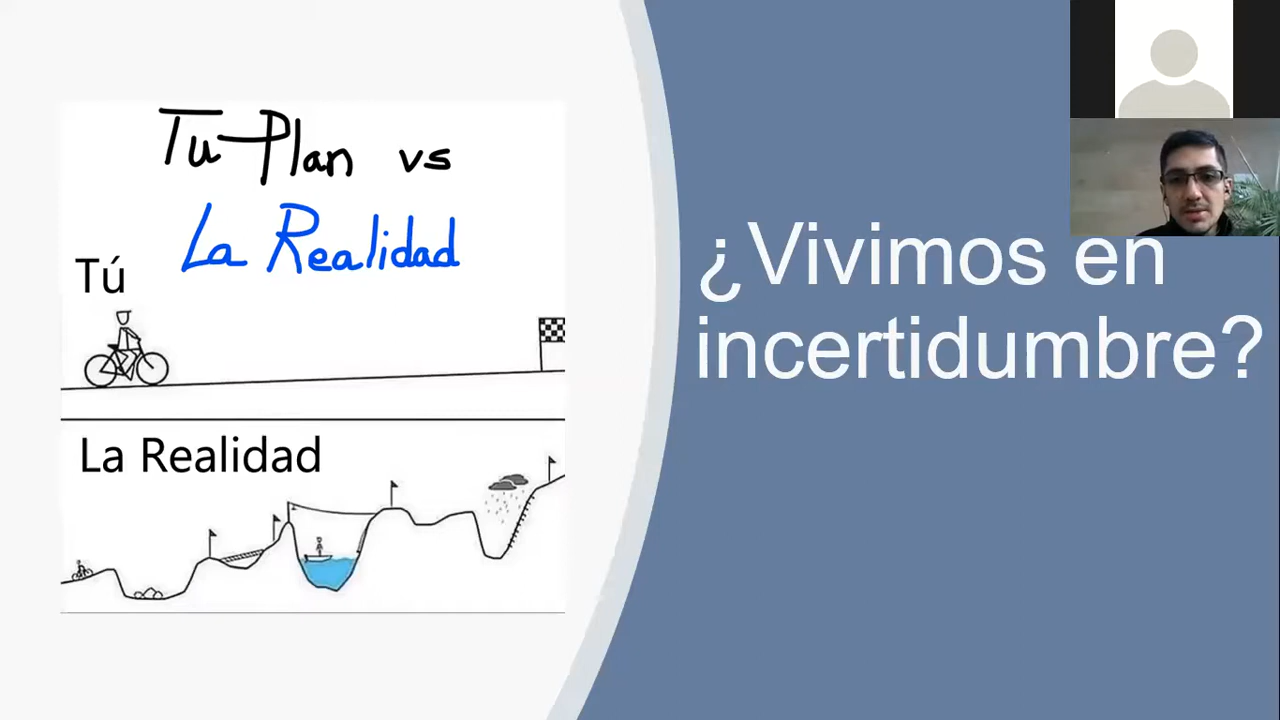 Tu Plan vs
La Realidad
Tú
La Realidad
¿Vivimos en
incertidumbre?